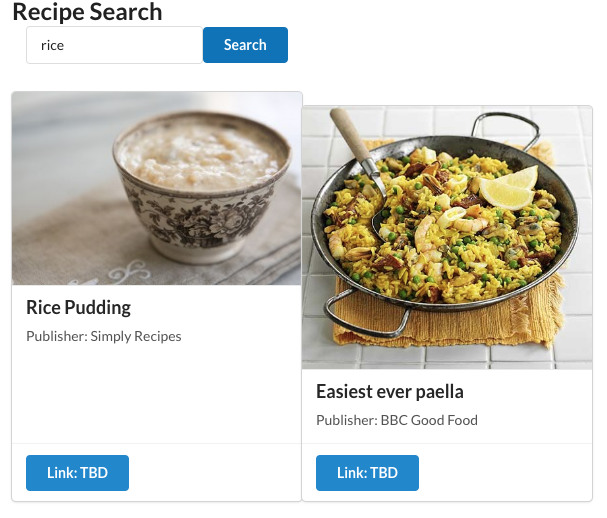 Recipe Search
rice
Search
Rice Pudding
Publisher: Simply Recipes
Link: TBD
Easiest ever paella
Publisher: BBC Good Food
Link: TBD